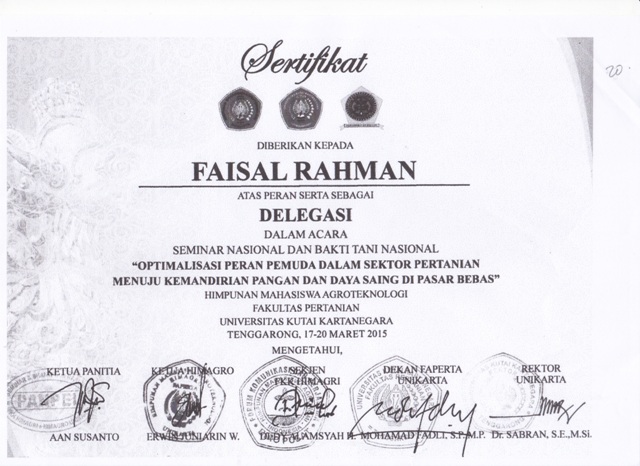 Sertifikat
20.
DIBERIKAN KEPADA
FAISAL RAHMAN
ATAS PERAN SERTA SEBAGAI
DELEGASI
DALAM ACARA
SEMINAR NASIONAL DAN BAKTI TANI NASIONAL
“OPTIMALISASI PERAN PEMUDA DALAM SEKTOR PERTANIAN
MENUJU KEMANDIRIAN PANGAN DAN DAYA SAING DI PASAR BEBAS”
HIMPUNAN MAHASISWA AGROTEKNOLOGI
FAKULTAS PERTANIAN
UNIVERSITAS KUTAI KARTANEGARA
TENGGARONG, 17-20 MARET 2015
MENGETAHUI,
KETUA PANITIA
KETUA HIMAGRO
SEKJEN
FKK HIMAGRI
DEKAN FAPERTA
UNIKARTA
REKTOR
UNIKARTA
AAN SUSANTO
ERWIN JUNIARIN W.
MOHAMAD FADLI, S.P.,M.P.
Dr. SABRAN, S.E.,M.Si.